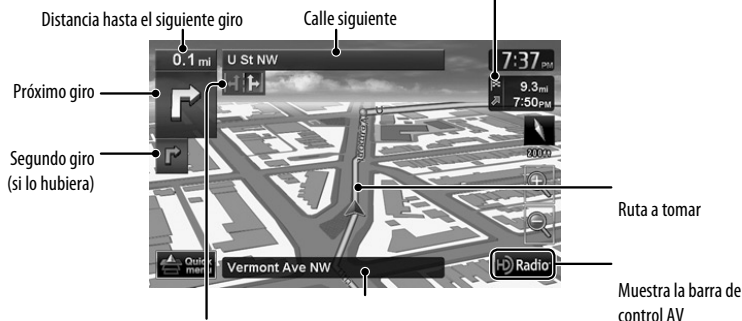 Distancia hasta el siguiente giro
Calle siguiente
0.1 mi
U St NW
7:37 PM
Próximo giro
9.3 mi
7:50 PM
Segundo giro
(si lo hubiera)
200ft
Ruta a tomar
Quick
menu
Vermont Ave NW
HD Radio
Muestra la barra de
control AV